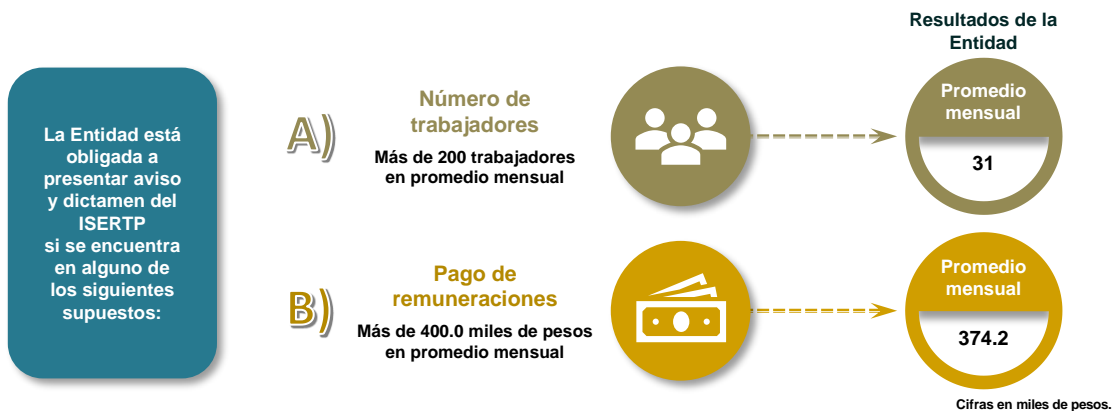 La Entidad está
obligada a
presentar aviso
y dictamen del
ISERTP
si se encuentra
en alguno de
los siguientes
supuestos:
A)
Número de
trabajadores
Más de 200 trabajadores
en promedio mensual
Resultados de la
Entidad
Promedio
mensual
31
B)
Pago de
remuneraciones
Más de 400.0 miles de pesos
en promedio mensual
Promedio
mensual
374.2
Cifras en miles de pesos.